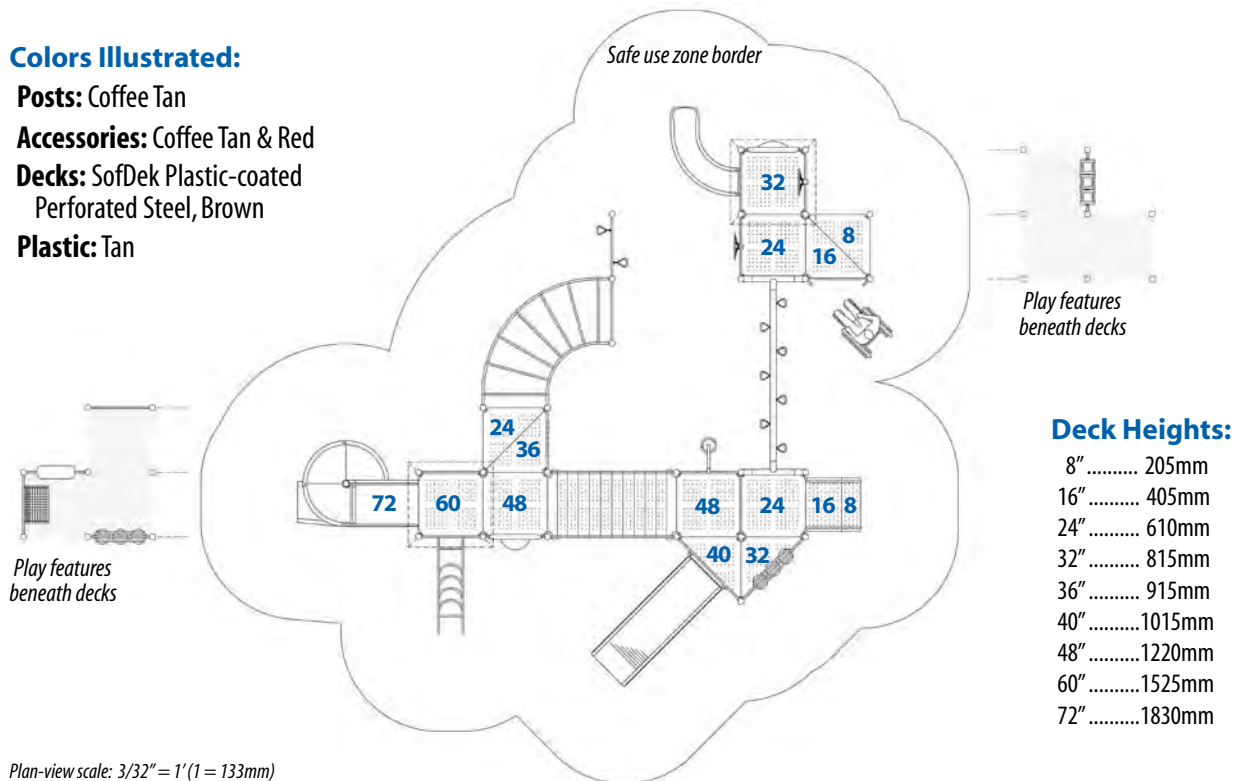 Colors Illustrated:
Posts: Coffee Tan
Accessories: Coffee Tan & Red
Decks: SofDek Plastic-coated
Perforated Steel, Brown
Plastic: Tan
Safe use zone border
32
24
8
16
Play features
beneath decks
24
36
72
60
48
48
24
16
8
40
32
Play features
beneath decks
Deck Heights:
8” .......... 205mm
16” .......... 405mm
24” .......... 610mm
32” .......... 815mm
36” .......... 915mm
40” ..........1015mm
48” ..........1220mm
60” ..........1525mm
72” ..........1830mm
Plan-view scale: 3/32” = 1’ (1 = 133mm)